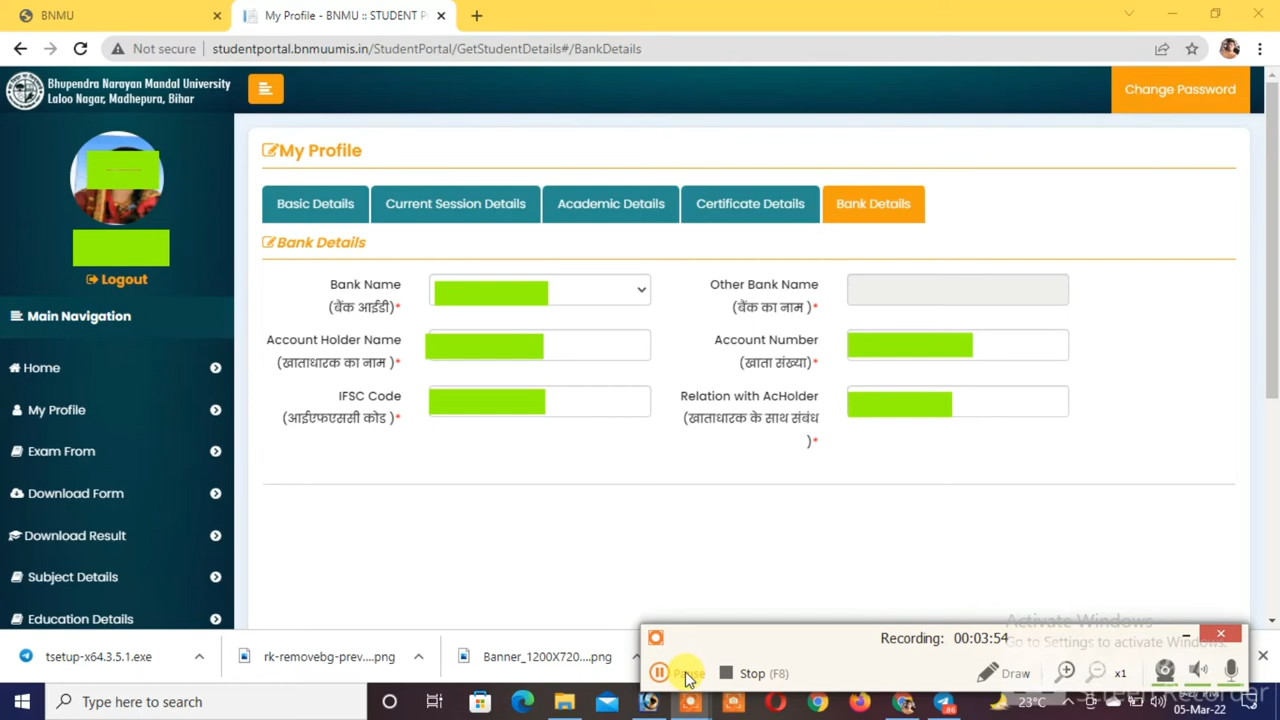 BNMU
My Profile - BNMU :: STUDENT P
Not secure
studentportal.bnmuumis.in/StudentPortal/GetStudentDetails#/BankDetails
Bhupendra Narayan Mandal University
Laloo Nagar, Madhepura, Bihar
Change Password
Logout
Main Navigation
Home
My Profile
Exam From
Download Form
Download Result
Subject Details
Education Details
My Profile
Basic Details
Current Session Details
Academic Details
Certificate Details
Bank Details
Bank Details
Bank Name
(बैंक आईडी)*
Other Bank Name
(बैंक का नाम )*
Account Holder Name
(खाताधारक का नाम )*
Account Number
(खाता संख्या)*
IFSC Code
(आईएफएससी कोड )*
Relation with AcHolder
(खाताधारक के साथ संबंध
)*
Activate Windows
Go to Settings to activate Windows.
Recording: 00:03:54
Pause
Stop (F8)
Draw
x1
tsetup-x64.3.5.1.exe
rk-removebg-prev....png
Banner_1200X720....png
Type here to search
23°C
05-Mar-22